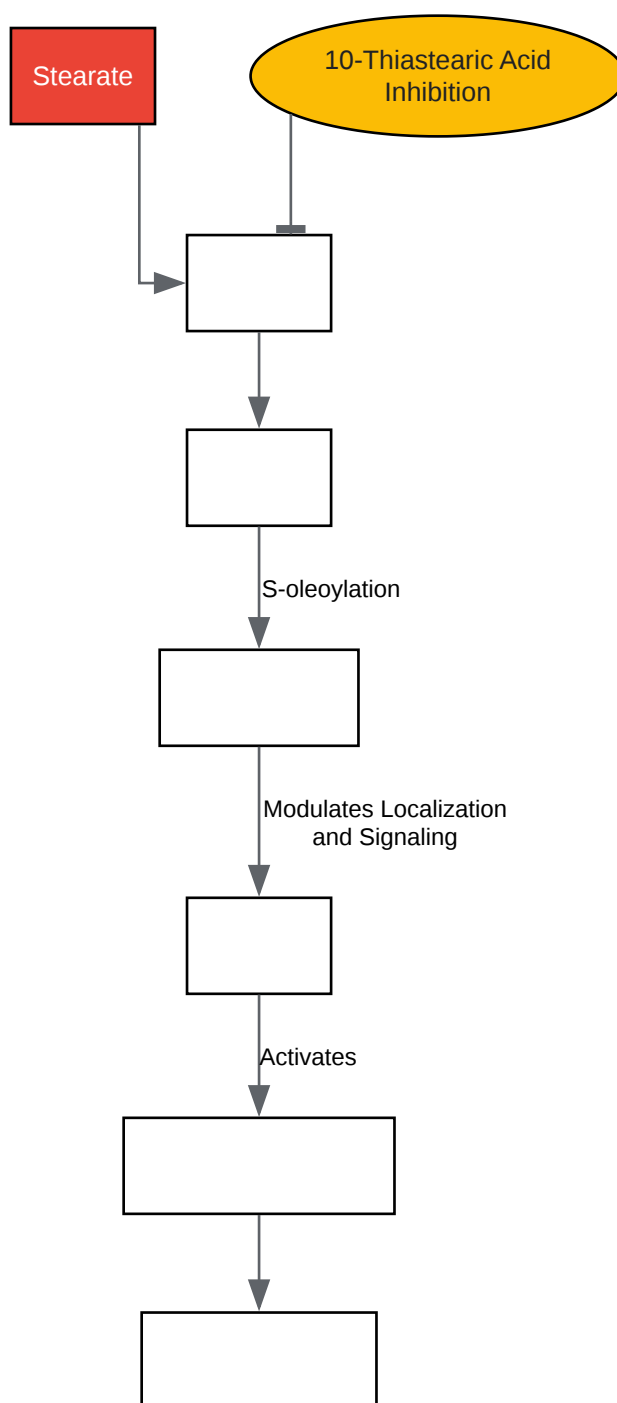 Stearate
10-Thiastearic Acid
Inhibition
S-oleoylation
Modulates Localization
and Signaling
Activates